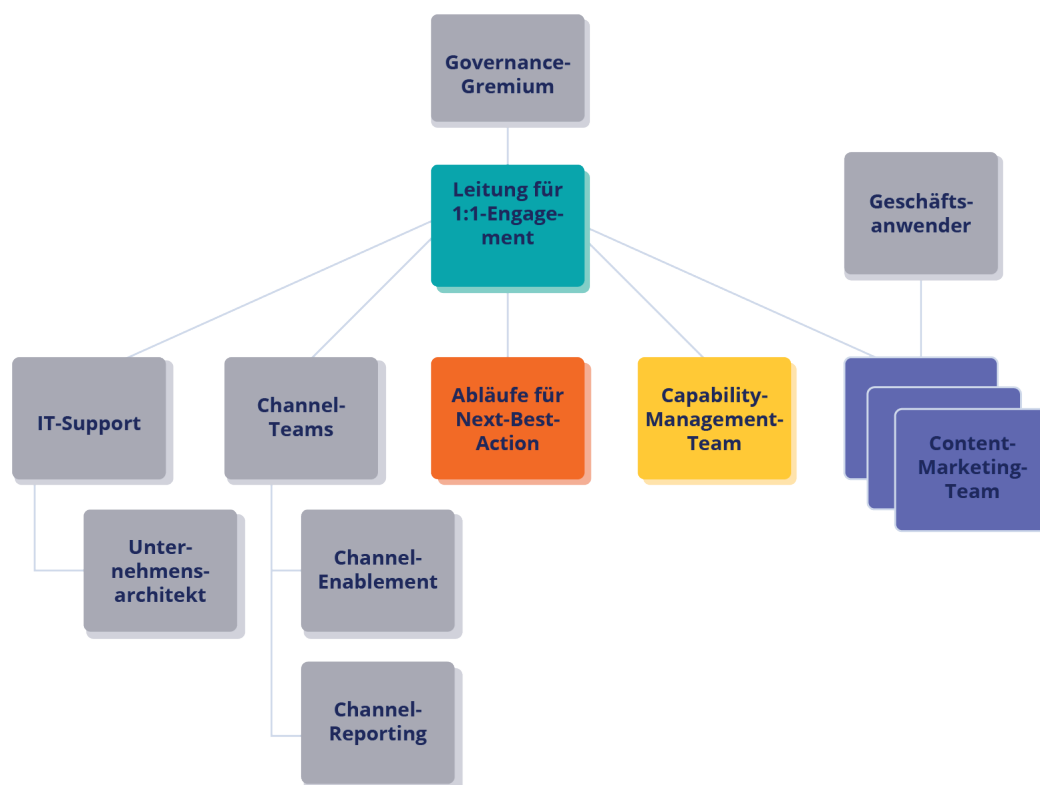 Governance-
Gremium
Leitung für
1:1-Engage-
ment
Geschäfts-
anwender
IT-Support
Channel-
Teams
Abläufe für
Next-Best-
Action
Capability-
Management-
Team
Content-
Marketing-
Team
Unter-
nehmens-
architekt
Channel-
Enablement
Channel-
Reporting